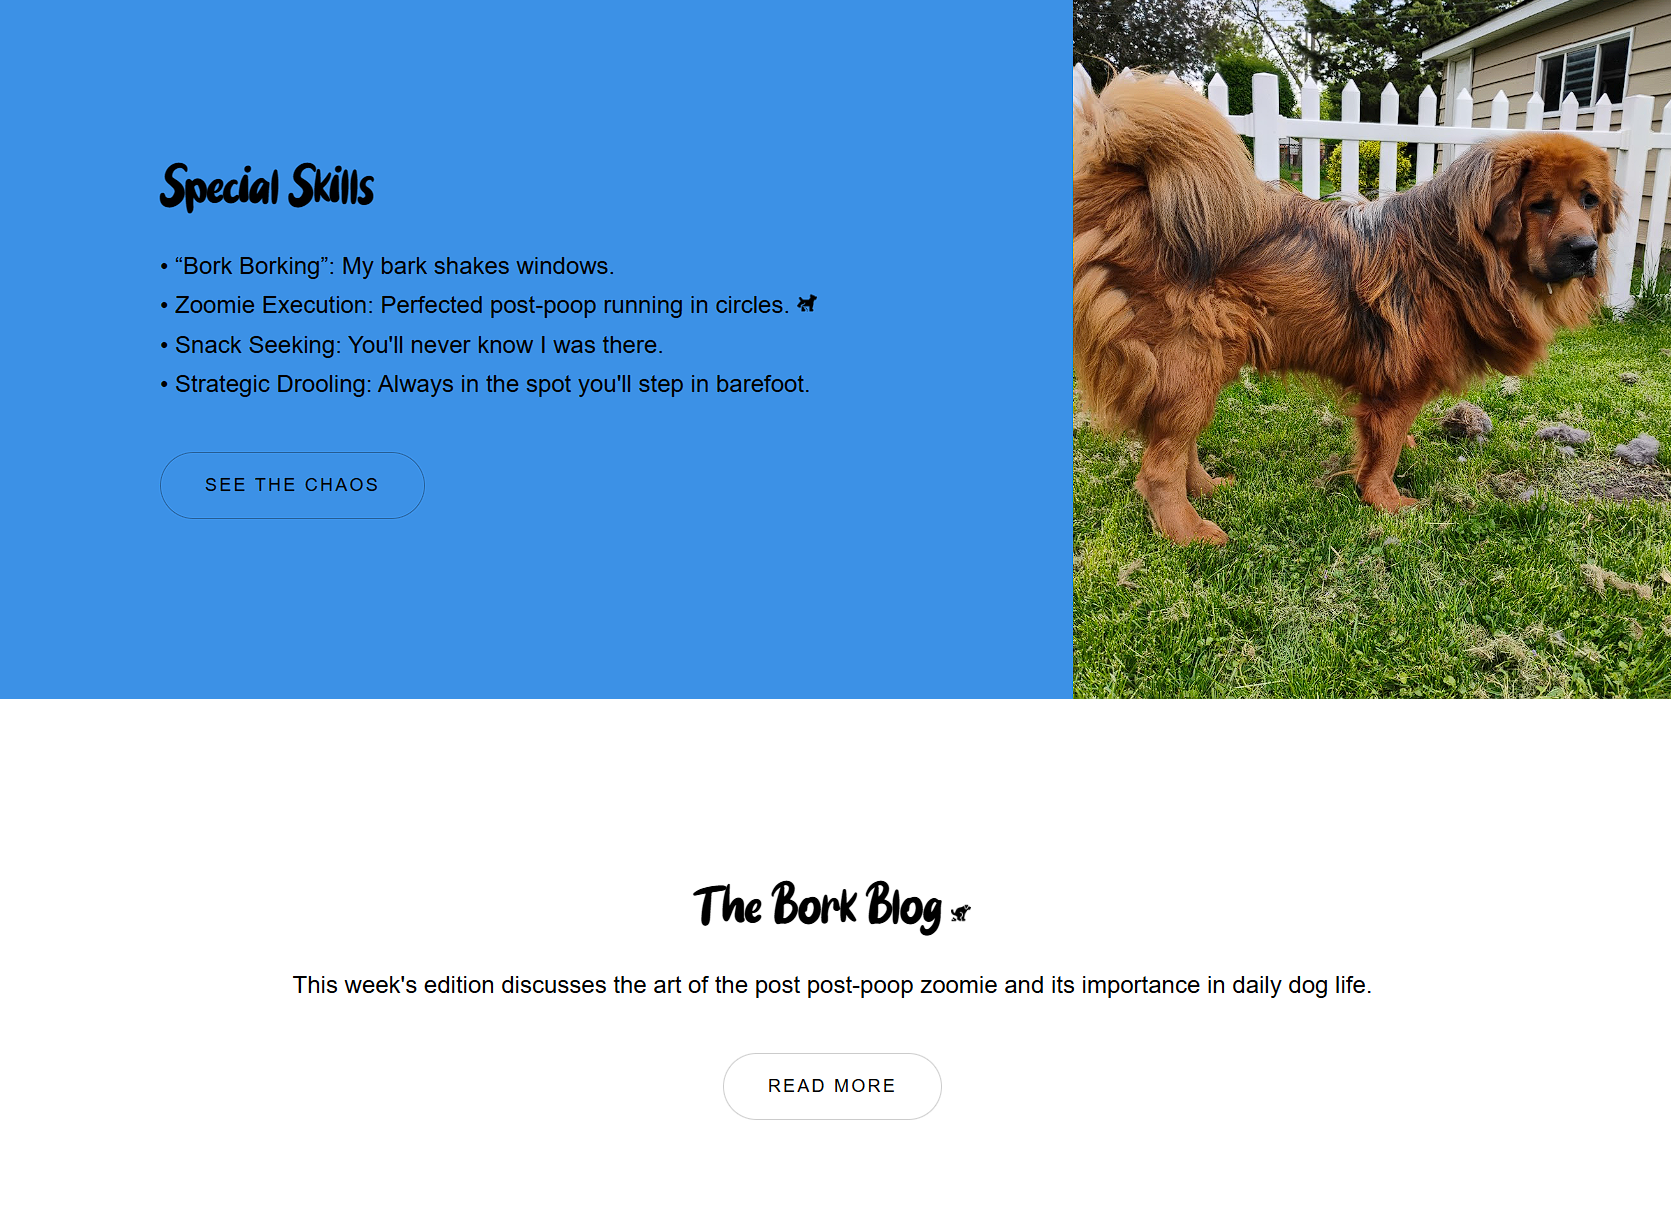 Special Skills
• “Bork Borking”: My bark shakes windows.
• Zoomie Execution: Perfected post-poop running in circles.
• Snack Seeking: You'll never know I was there.
• Strategic Drooling: Always in the spot you'll step in barefoot.
SEE THE CHAOS
The Bork Blog
This week's edition discusses the art of the post post-poop zoomie and its importance in daily dog life.
READ MORE